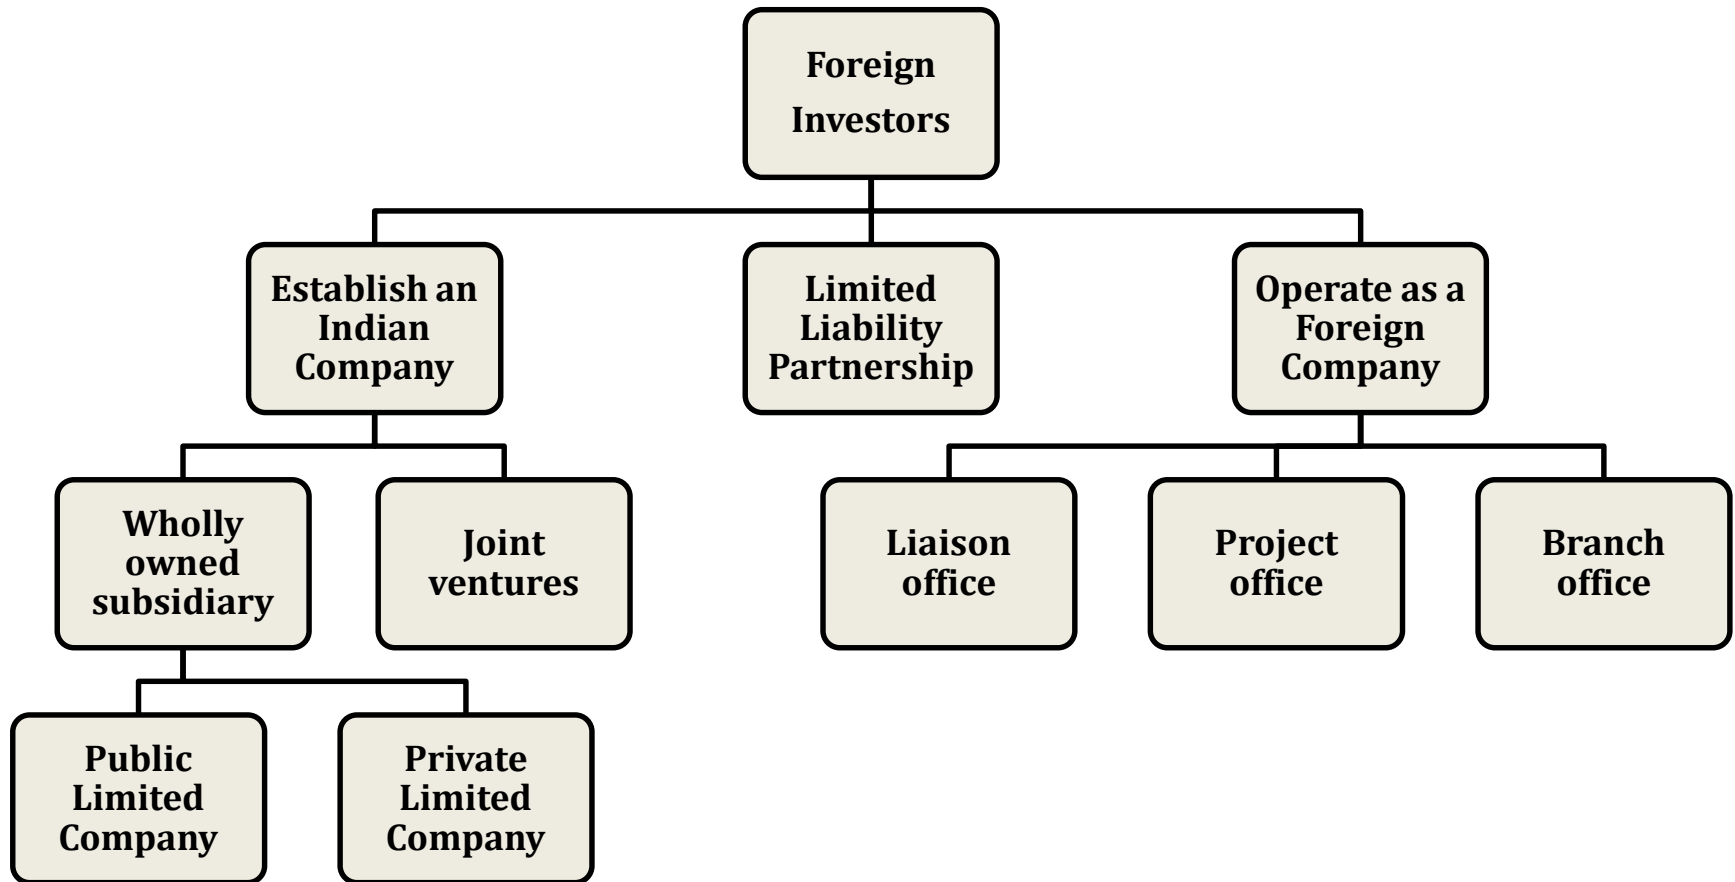 Foreign
Investors
Establish an
Indian
Company
Limited
Liability
Partnership
Operate as a
Foreign
Company
Wholly
owned
subsidiary
Joint
ventures
Liaison
office
Project
office
Branch
office
Public
Limited
Company
Private
Limited
Company